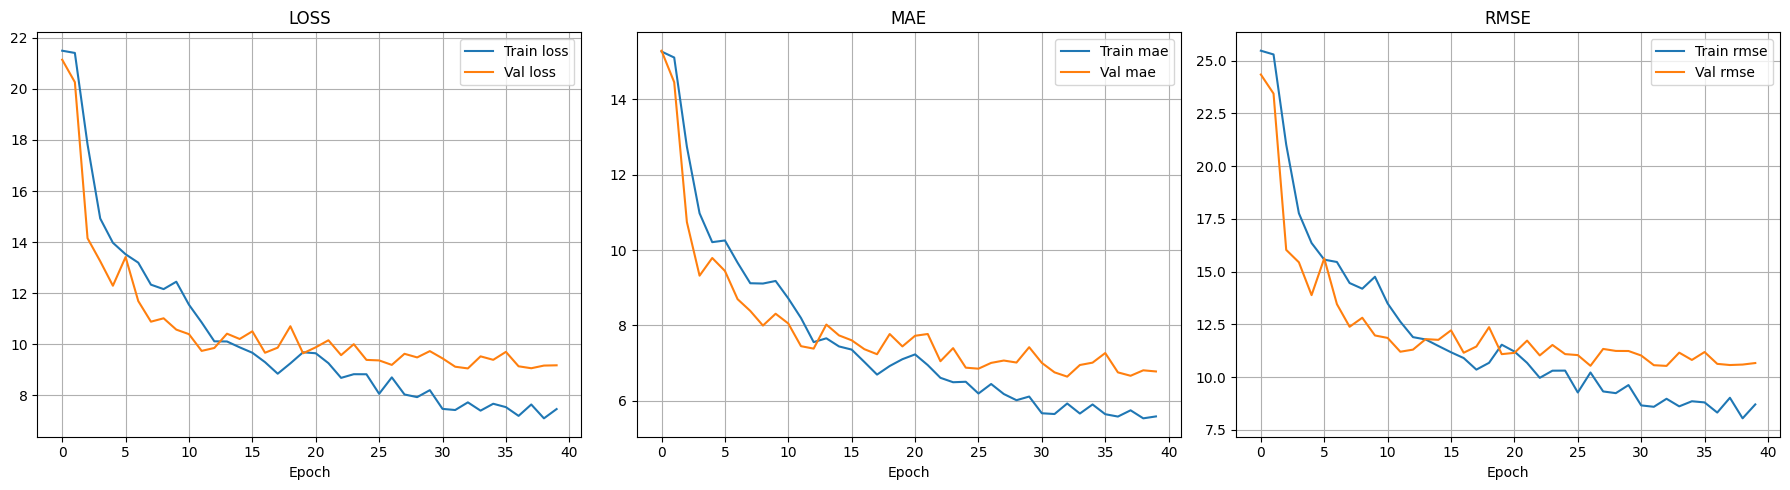 LOSS
22
20
18
16
14
12
10
8
0 5 10 15 20 25 30 35 40
Epoch
Train loss
Val loss
MAE
14
12
10
8
6
0 5 10 15 20 25 30 35 40
Epoch
Train mae
Val mae
RMSE
25.0
22.5
20.0
17.5
15.0
12.5
10.0
7.5
0 5 10 15 20 25 30 35 40
Epoch
Train rmse
Val rmse